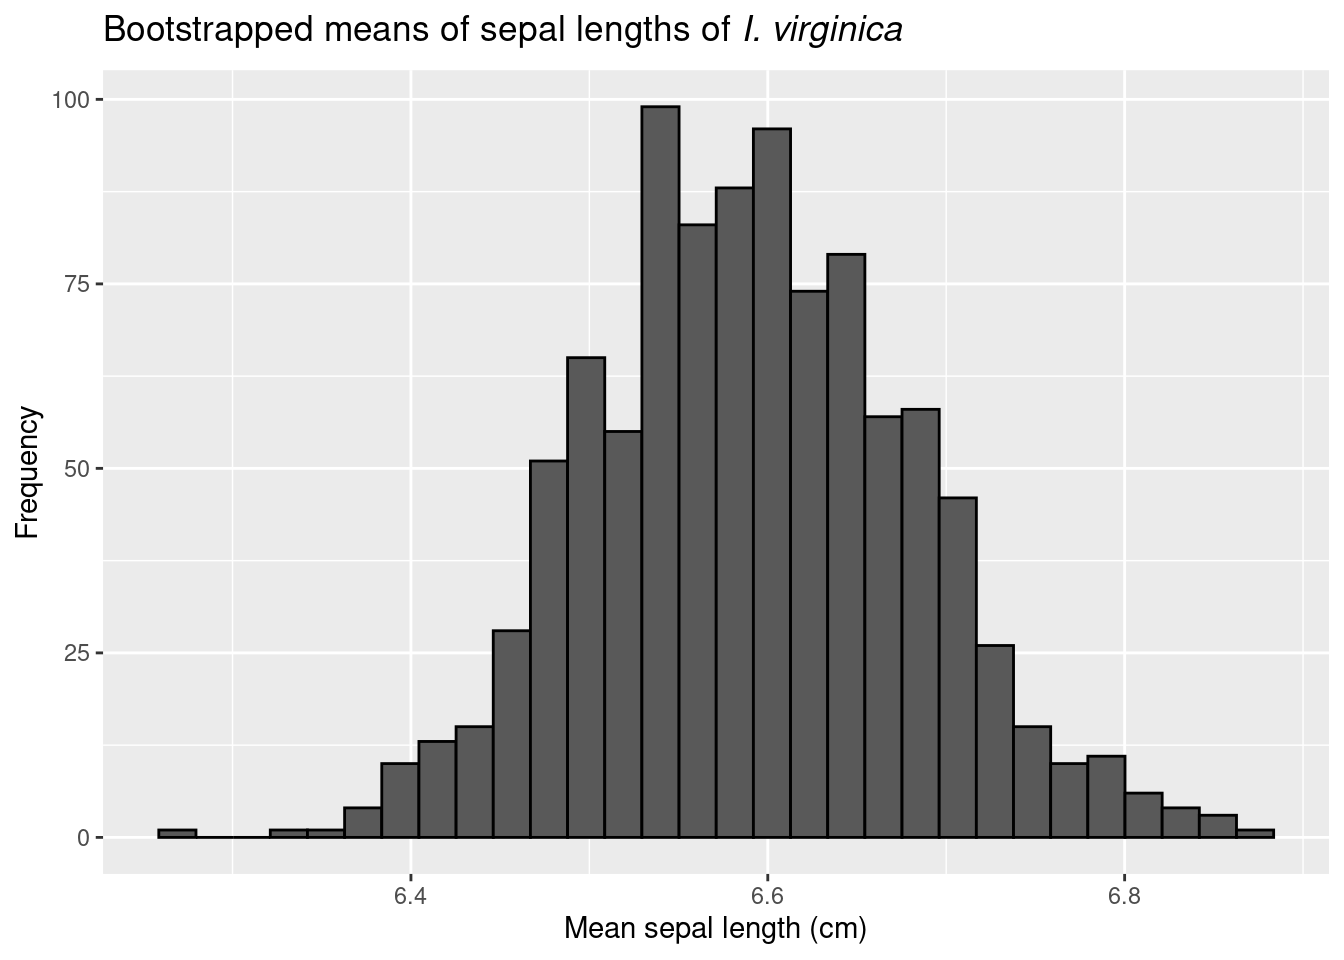 Bootstrapped means of sepal lengths of I. virginica
100
75
50
25
0
Frequency
6.4 6.6 6.8
Mean sepal length (cm)